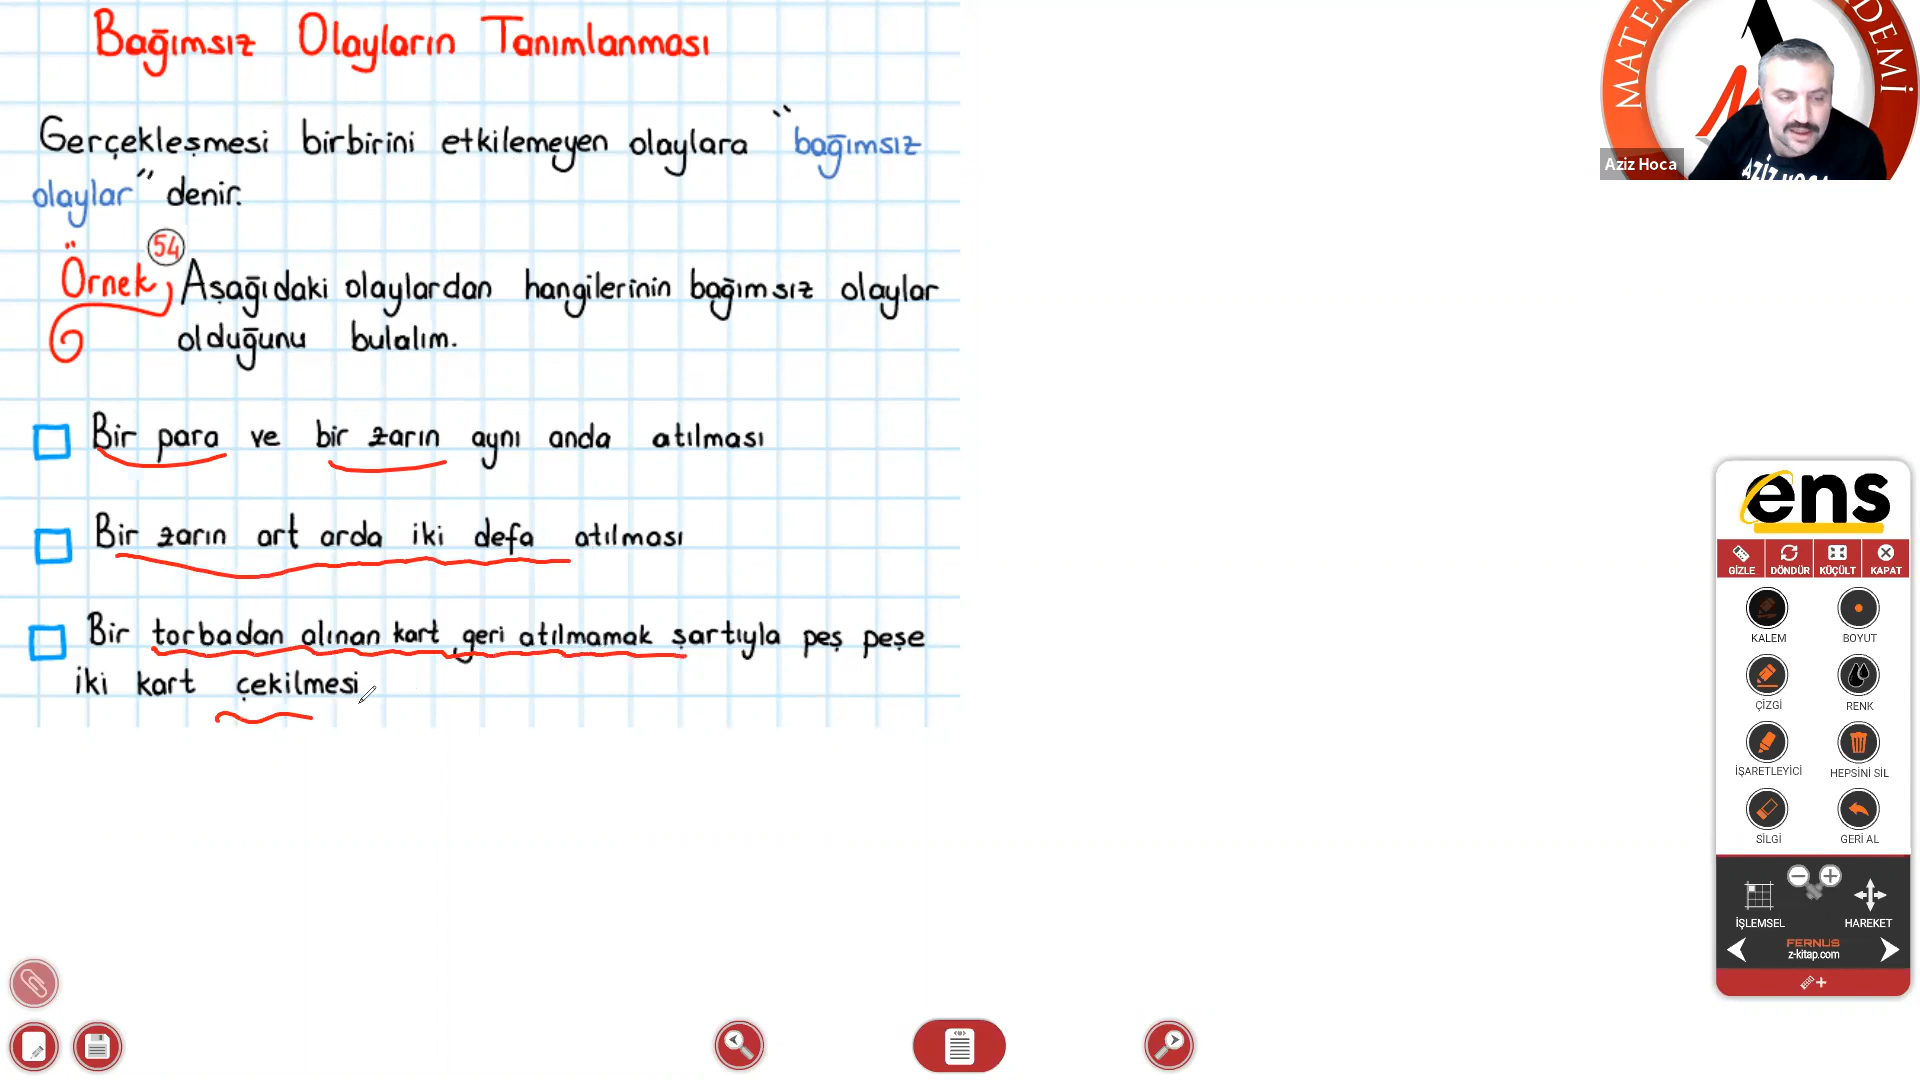 Bağımsız Olayların Tanımlanması
Gerçekleşmesi birbirini etkilemeyen olaylara "bağımsız
olaylar" denir.
Örnek 54 Aşağıdaki olaylardan hangilerinin bağımsız olaylar
olduğunu bulalım.
Bir para ve bir zarın aynı anda atılması
Bir zarın art arda iki defa atılması
Bir torbadan alınan kart geri atılmamak şartıyla peş peşe
iki kart çekilmesi
Aziz Hoca
AZİZ HOCA
ens
GİZLE DÖNDÜR KÜÇÜLT KAPAT
KALEM BOYUT
ÇİZGİ RENK
İŞARETLEYİCİ HEPSİNİ SİL
SİLGİ GERİ AL
İŞLEMSEL HAREKET
FERNUS
z-kitap.com